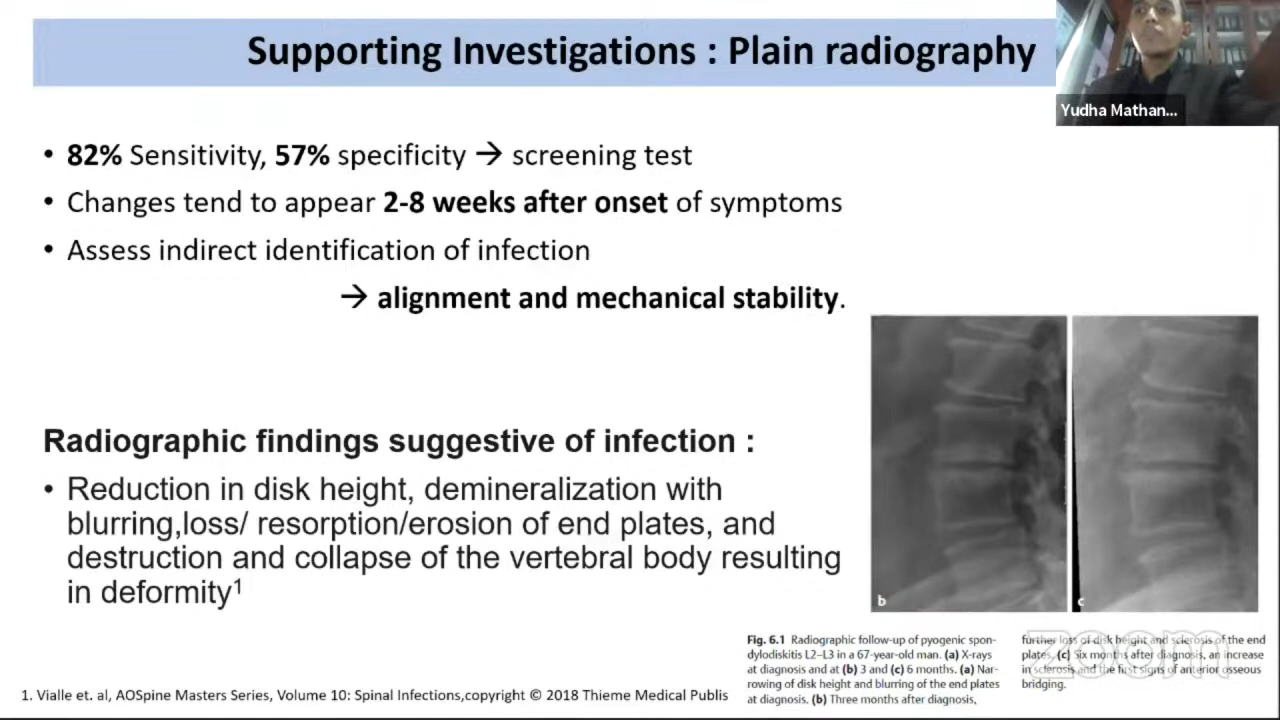 Supporting Investigations : Plain radiography
Yudha Mathan...
• 82% Sensitivity, 57% specificity → screening test
• Changes tend to appear 2-8 weeks after onset of symptoms
• Assess indirect identification of infection
→ alignment and mechanical stability.
Radiographic findings suggestive of infection :
• Reduction in disk height, demineralization with
blurring,loss/ resorption/erosion of end plates, and
destruction and collapse of the vertebral body resulting
in deformity¹
b
c
Fig. 6.1 Radiographic follow-up of pyogenic spon-
dylodiskitis L2–L3 in a 67-year-old man. (a) X-rays
at diagnosis and at (b) 3 and (c) 6 months. (a) Nar-
rowing of disk height and blurring of the end plates
at diagnosis. (b) Three months after diagnosis,
further loss of disk height and sclerosis of the end
plates. (c) Six months after diagnosis, an increase
in sclerosis and the first signs of anterior osseous
bridging.
zoom
1. Vialle et. al, AOSpine Masters Series, Volume 10: Spinal Infections,copyright © 2018 Thieme Medical Publis